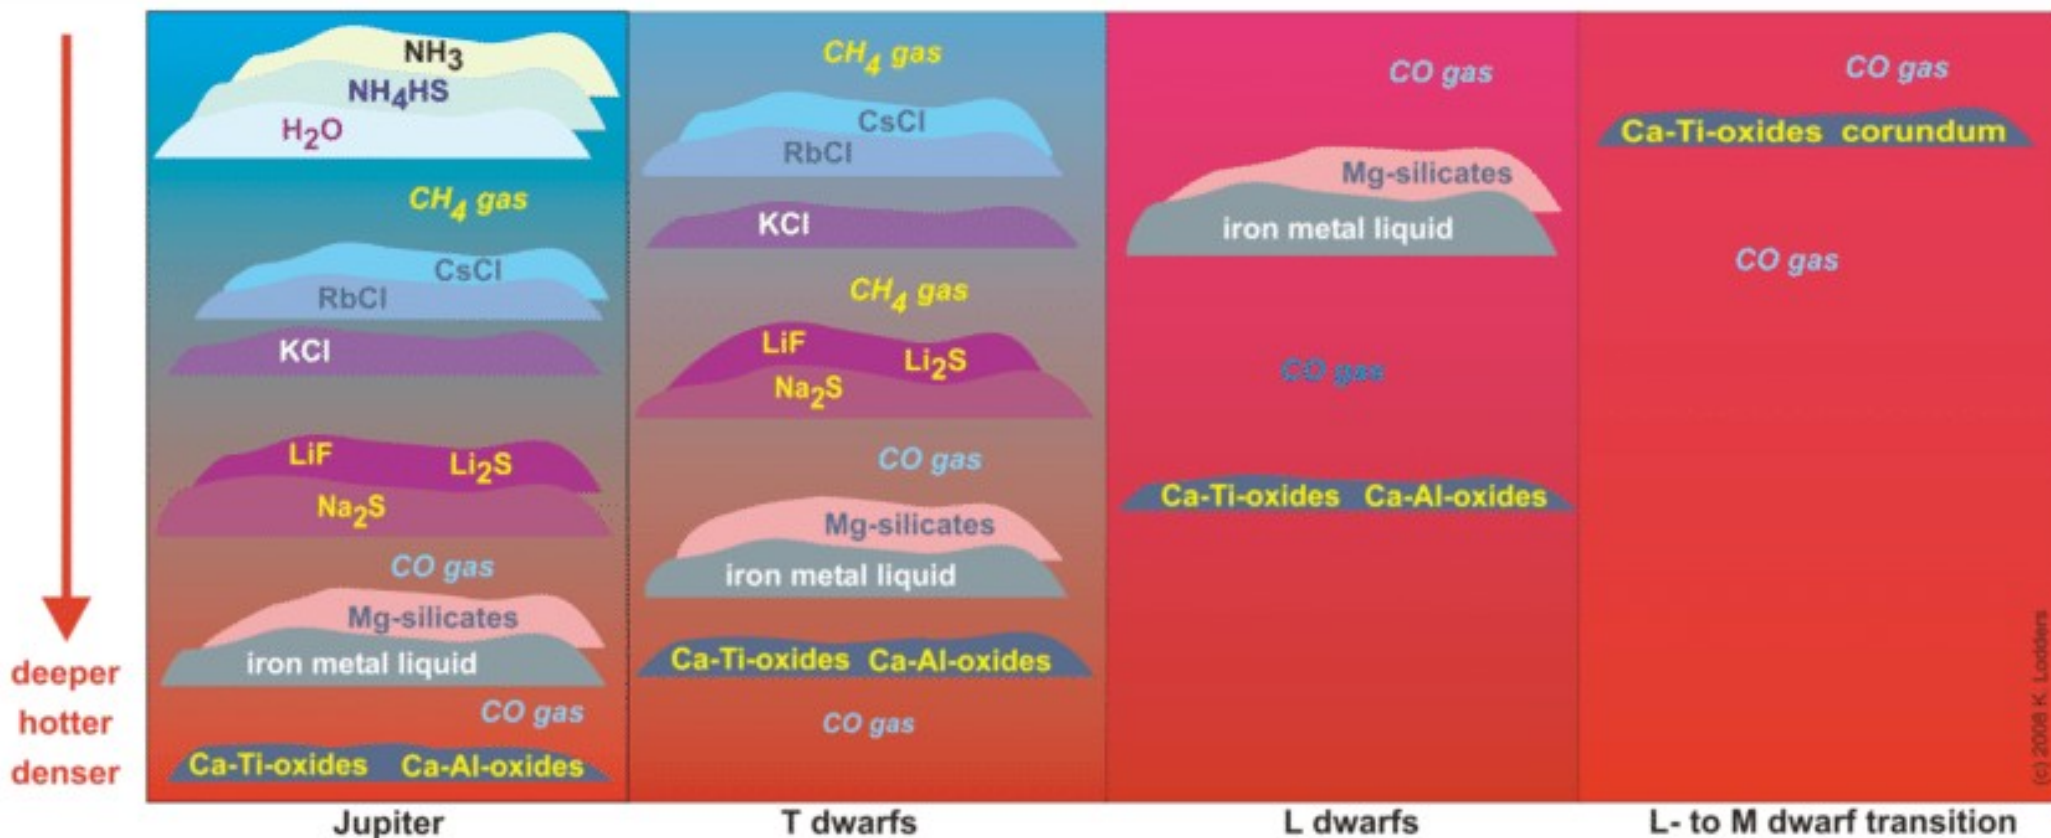 NH3
NH4HS
H2O
CH4 gas
CsCl
RbCl
KCl
LiF
Li2S
Na2S
CO gas
Mg-silicates
iron metal liquid
CO gas
Ca-Ti-oxides Ca-Al-oxides
Jupiter
CH4 gas
CsCl
RbCl
KCl
CH4 gas
LiF
Li2S
Na2S
CO gas
Mg-silicates
iron metal liquid
Ca-Ti-oxides Ca-Al-oxides
CO gas
T dwarfs
CO gas
Mg-silicates
iron metal liquid
CO gas
Ca-Ti-oxides Ca-Al-oxides
L dwarfs
CO gas
Ca-Ti-oxides corundum
CO gas
L- to M dwarf transition
deeper
hotter
denser
(c) 2008 K. Lodders